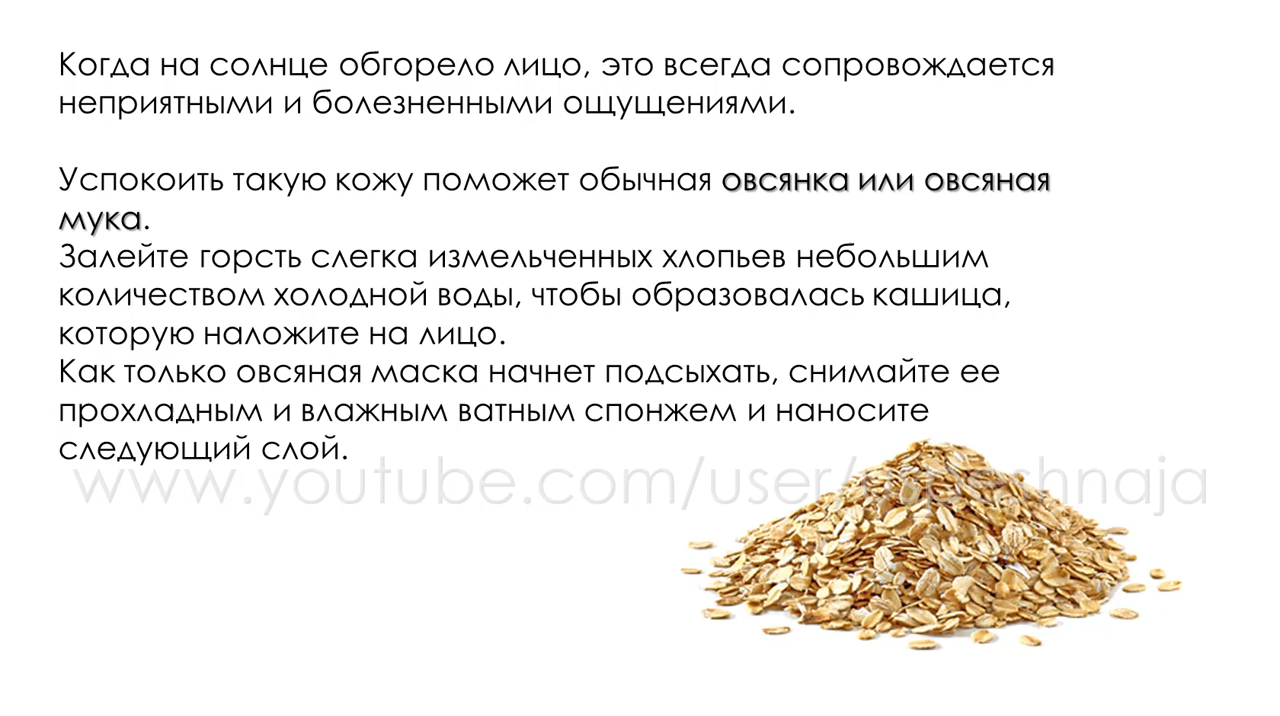 Когда на солнце обгорело лицо, это всегда сопровождается
неприятными и болезненными ощущениями.
Успокоить такую кожу поможет обычная овсянка или овсяная
мука.
Залейте горсть слегка измельченных хлопьев небольшим
количеством холодной воды, чтобы образовалась кашица,
которую наложите на лицо.
Как только овсяная маска начнет подсыхать, снимайте ее
прохладным и влажным ватным спонжем и наносите
следующий слой.
www.youtube.com/user/